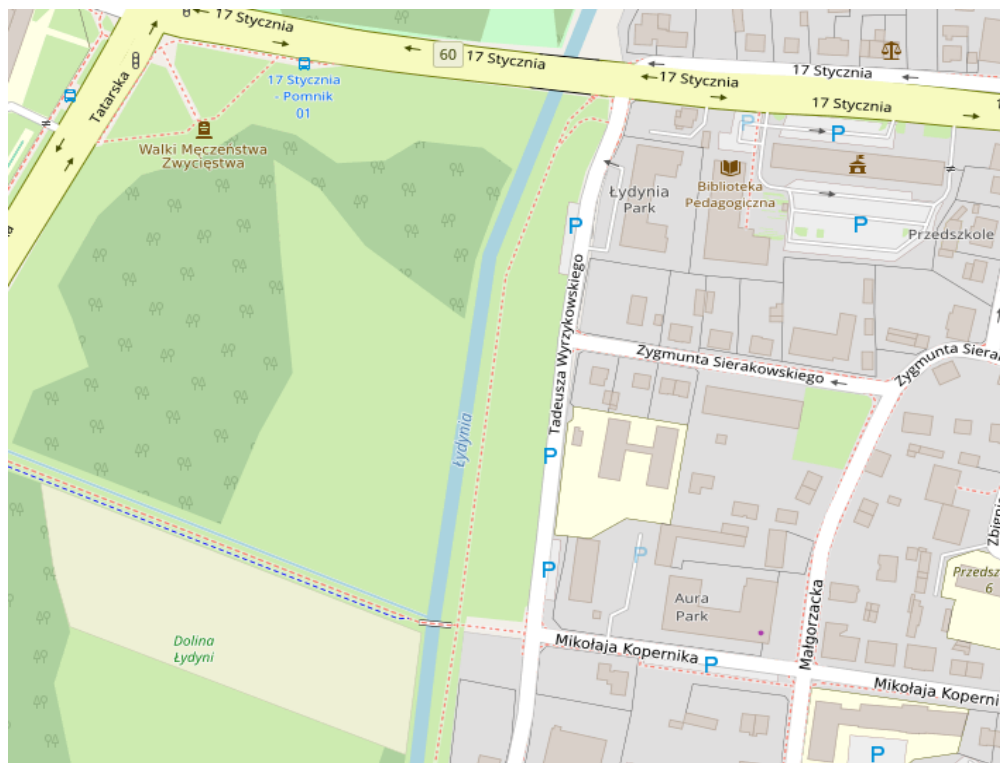 17 Stycznia
60
17 Stycznia
17 Stycznia
17 Stycznia
17 Stycznia
Tatarska
17 Stycznia
- Pomnik
01
Walki Męczeństwa
Zwycięstwa
P
P
Biblioteka
Pedagogiczna
Łydynia
Park
P
P
Przedszkole
Tadeusza Wyrzykowskiego
Zygmunta Sierakowskiego
Zygmunta Siera
Łydynia
P
P
P
Zbigni
Przedsz
6
Aura
Park
Małgorzacka
Dolina
Łydyni
Mikołaja Kopernika
P
Mikołaja Koperni
P